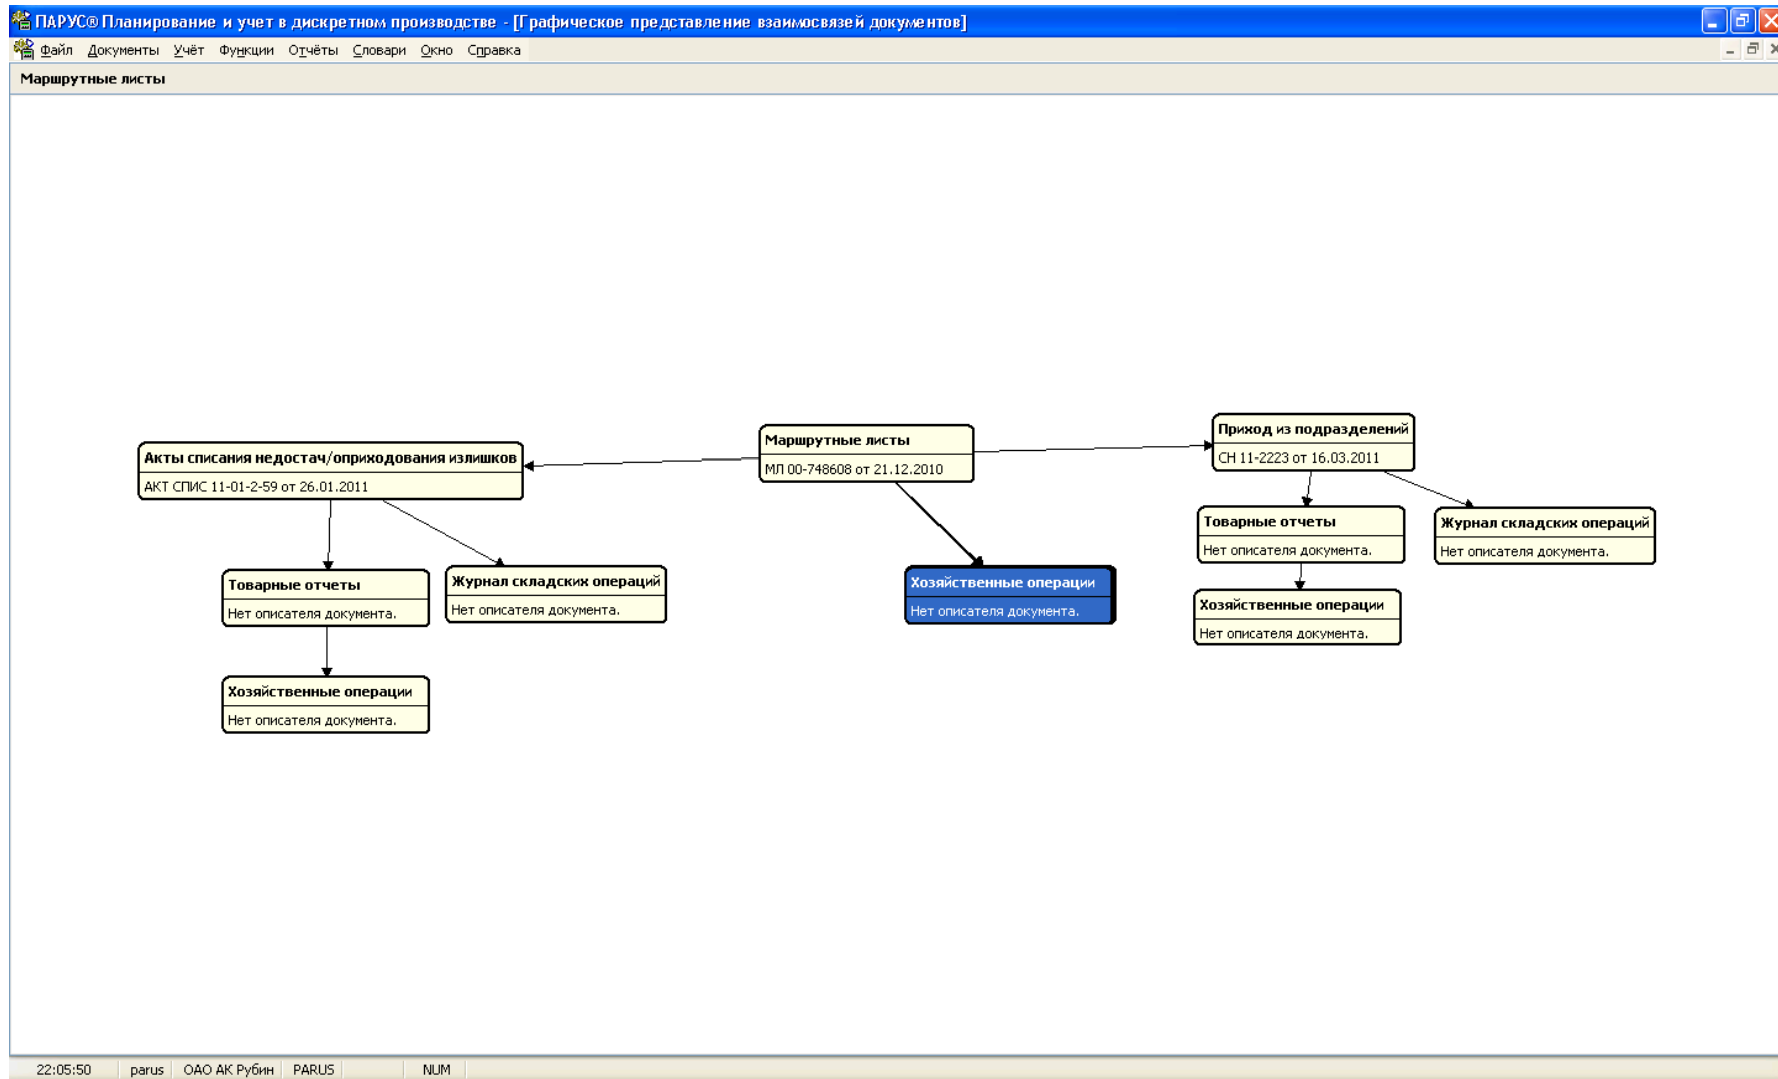 ПАРУС® Планирование и учет в дискретном производстве - [Графическое представление взаимосвязей документов]
Файл Документы Учёт Функции Отчёты Словари Окно Справка
Маршрутные листы
Акты списания недостач/оприходования излишков
АКТ СПИС 11-01-2-59 от 26.01.2011
Товарные отчеты
Нет описателя документа.
Журнал складских операций
Нет описателя документа.
Хозяйственные операции
Нет описателя документа.
Маршрутные листы
МЛ 00-748608 от 21.12.2010
Хозяйственные операции
Нет описателя документа.
Приход из подразделений
СН 11-2223 от 16.03.2011
Товарные отчеты
Нет описателя документа.
Журнал складских операций
Нет описателя документа.
Хозяйственные операции
Нет описателя документа.
22:05:50 parus ОАО АК Рубин PARUS NUM